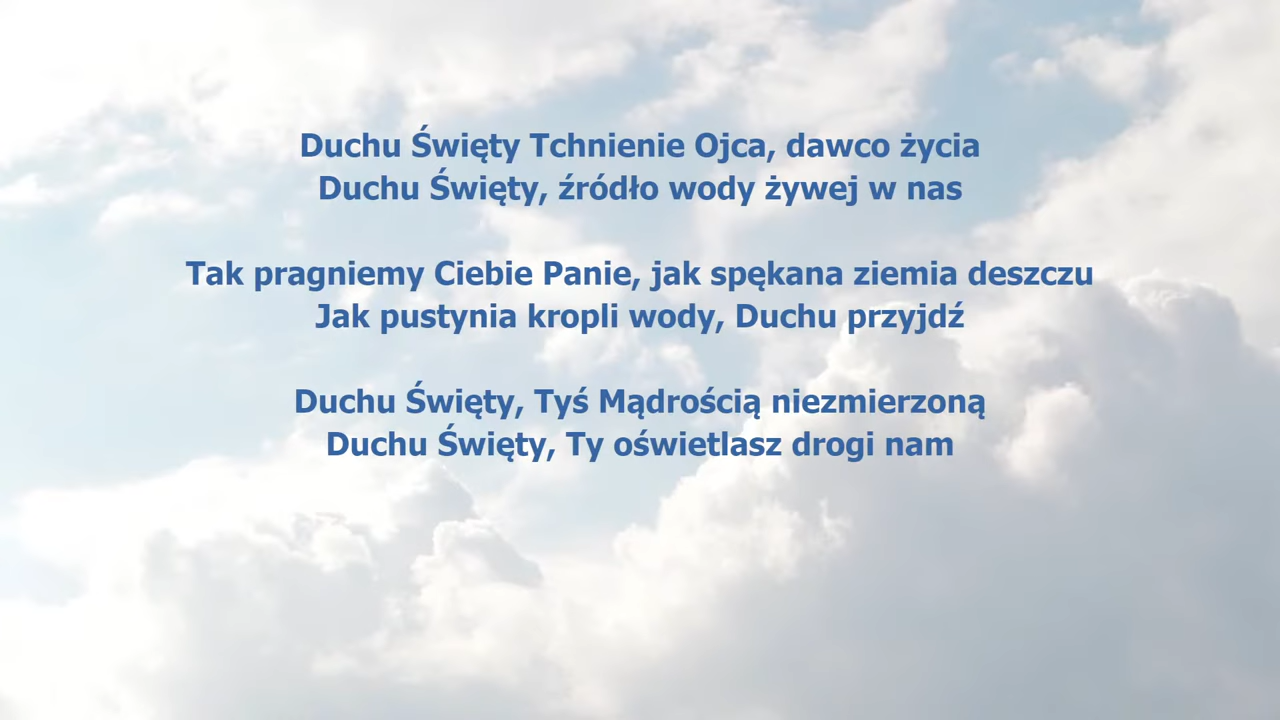 Duchu Święty Tchnienie Ojca, dawco życia
Duchu Święty, źródło wody żywej w nas
Tak pragniemy Ciebie Panie, jak spękana ziemia deszczu
Jak pustynia kropli wody, Duchu przyjdź
Duchu Święty, Tyś Mądrością niezmierzoną
Duchu Święty, Ty oświetlasz drogi nam